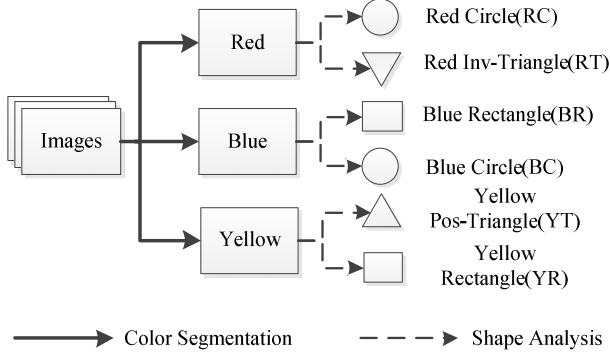 Images
Red
Blue
Yellow
Red Circle(RC)
Red Inv-Triangle(RT)
Blue Rectangle(BR)
Blue Circle(BC)
Yellow
Pos-Triangle(YT)
Yellow
Rectangle(YR)
Color Segmentation
Shape Analysis